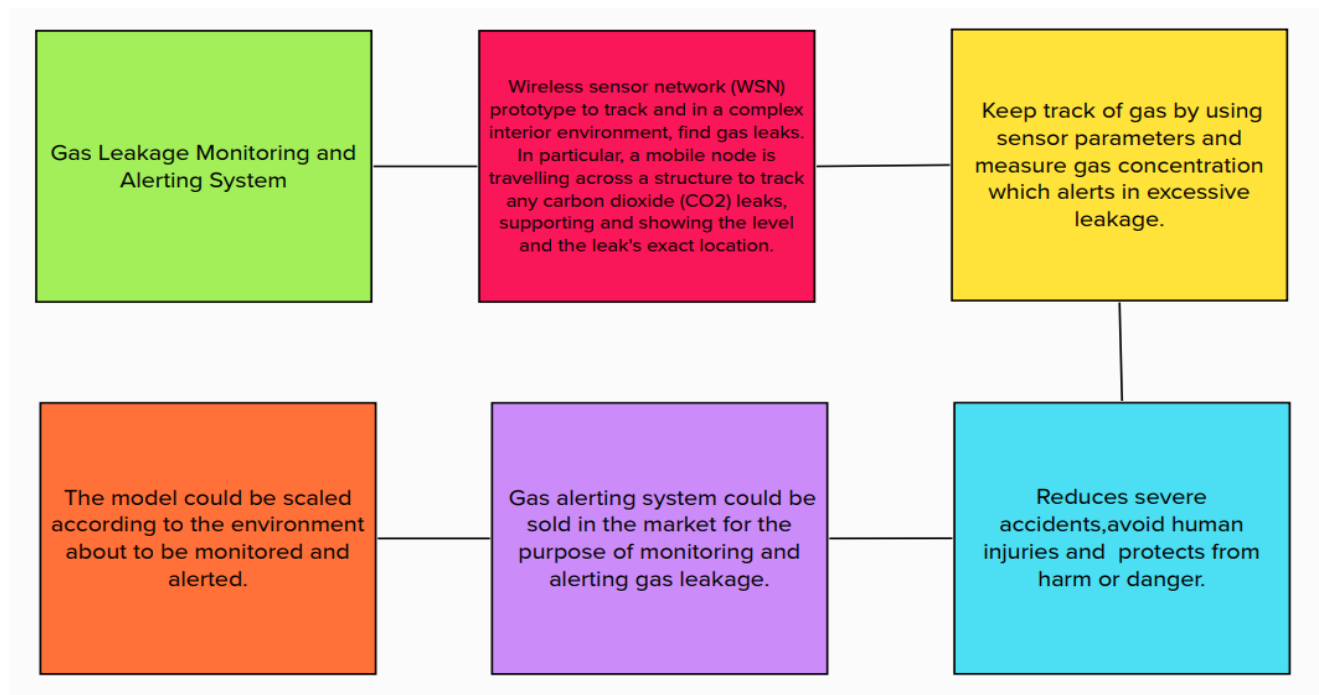 Gas Leakage Monitoring and
Alerting System
Wireless sensor network (WSN)
prototype to track and in a complex
interior environment, find gas leaks.
In particular, a mobile node is
travelling across a structure to track
any carbon dioxide (CO2) leaks,
supporting and showing the level
and the leak's exact location.
Keep track of gas by using
sensor parameters and
measure gas concentration
which alerts in excessive
leakage.
Reduces severe
accidents,avoid human
injuries and  protects from
harm or danger.
Gas alerting system could be
sold in the market for the
purpose of monitoring and
alerting gas leakage.
The model could be scaled
according to the environment
about to be monitored and
alerted.